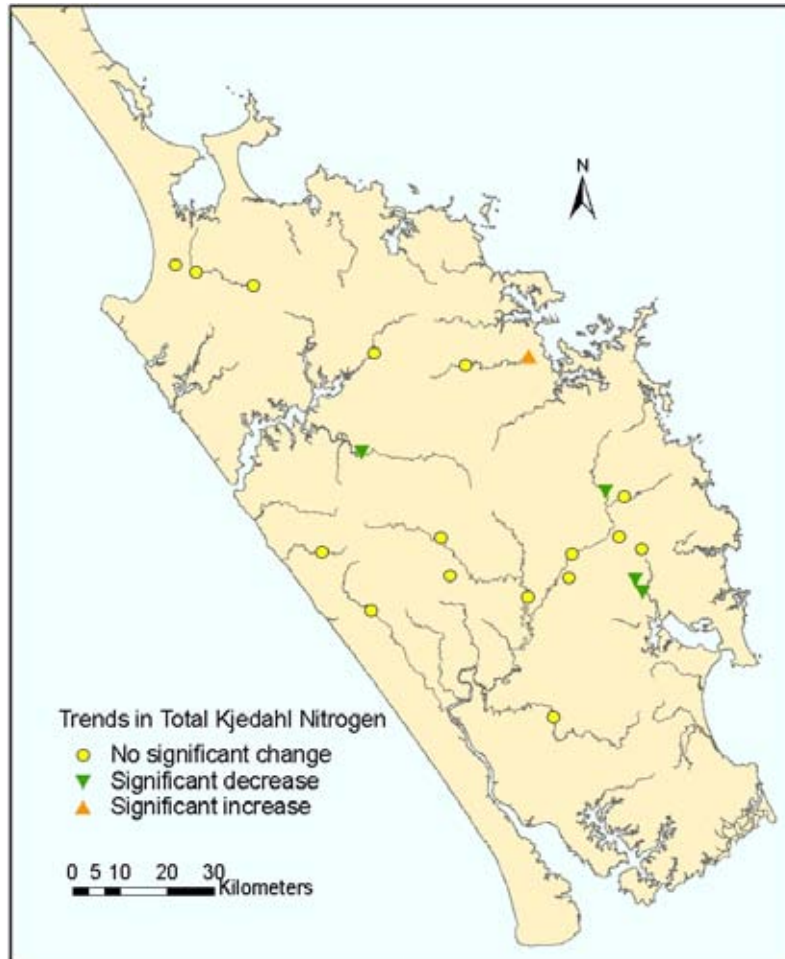 N
Trends in Total Kjedahl Nitrogen
No significant change
Significant decrease
Significant increase
0 5 10 20 30
Kilometers